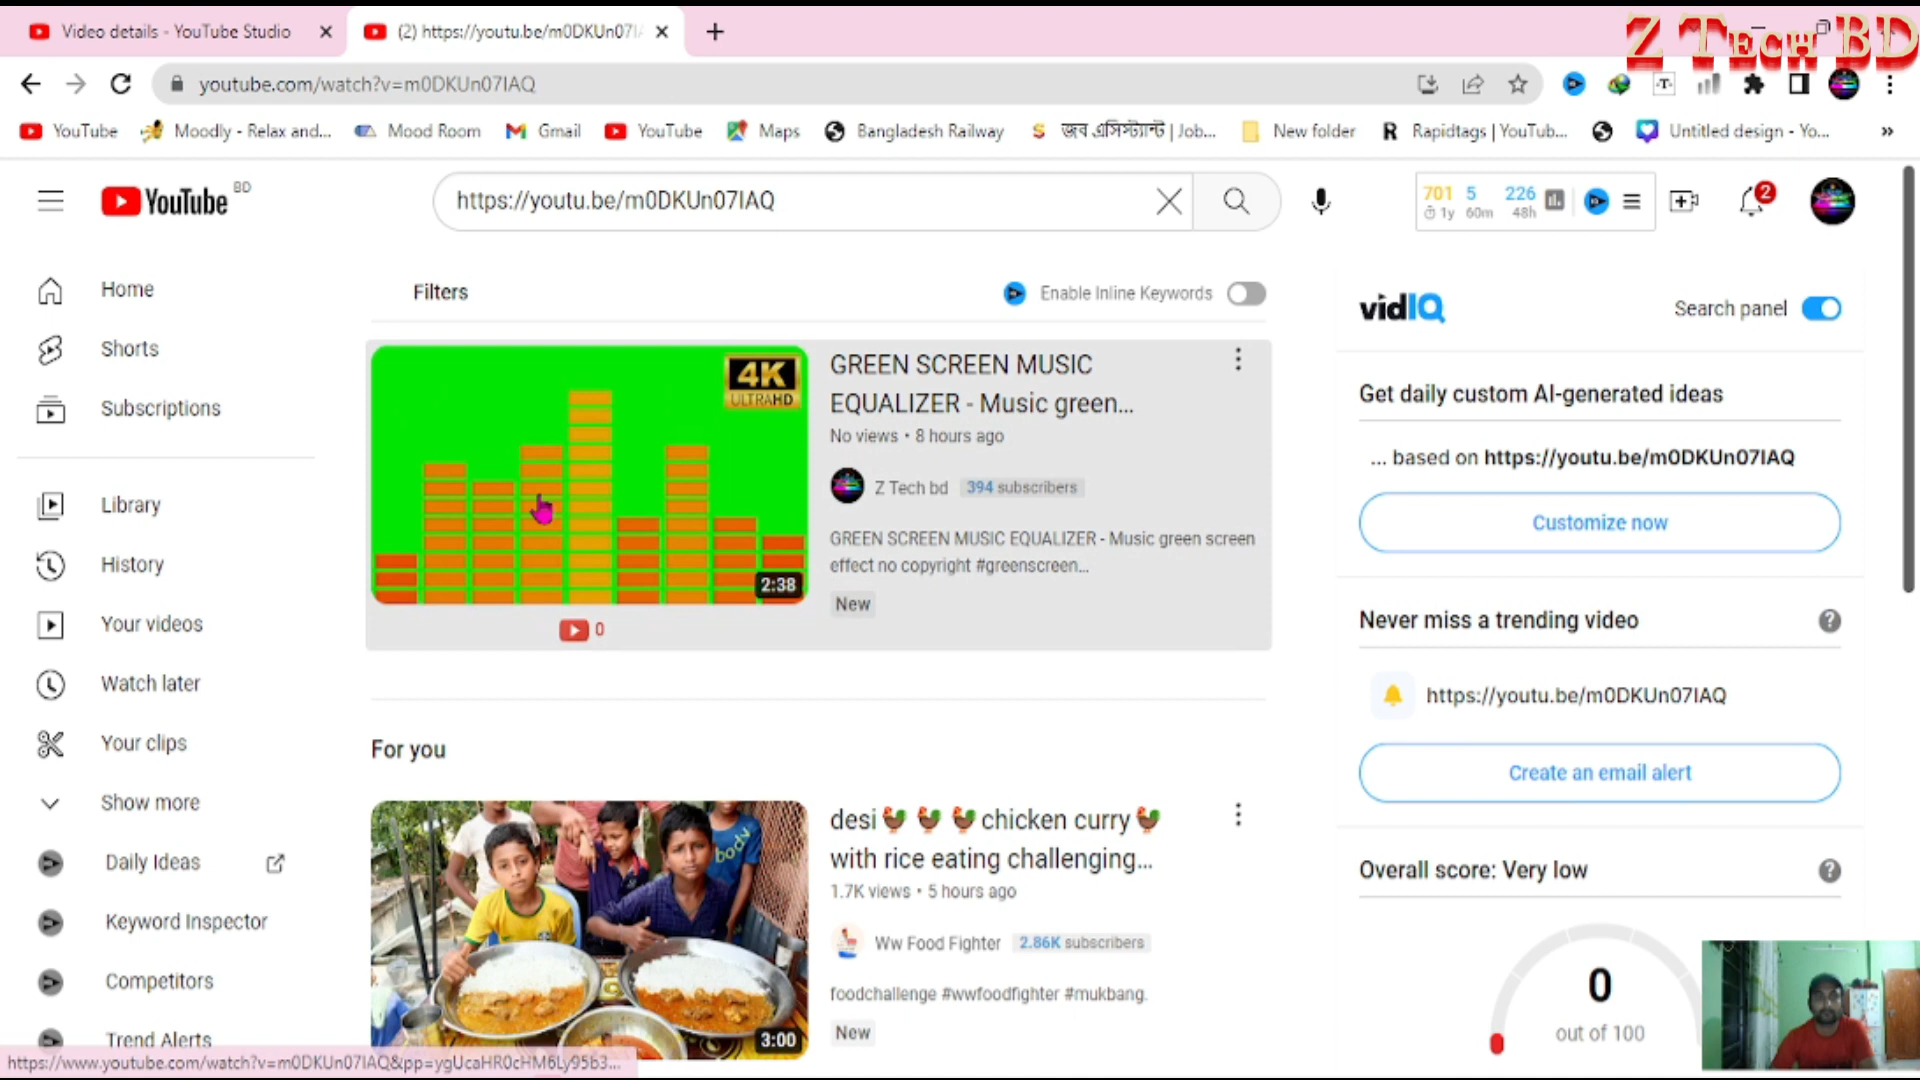 Video details - YouTube Studio
(2) https://youtu.be/m0DKUn07I
Z Tech BD
youtube.com/watch?v=m0DKUn07IAQ
YouTube
Moodly - Relax and...
Mood Room
Gmail
YouTube
Maps
Bangladesh Railway
জব এসিস্ট্যান্ট | Job...
New folder
Rapidtags | YouTub...
Untitled design - Yo...
»
YouTube BD
https://youtu.be/m0DKUn07IAQ
701 5 226
1y 60m 48h
2
Home
Shorts
Subscriptions
Library
History
Your videos
Watch later
Your clips
Show more
Daily Ideas
Keyword Inspector
Competitors
Trend Alerts
Filters
Enable Inline Keywords
4K
ULTRAHD
2:38
0
GREEN SCREEN MUSIC
EQUALIZER - Music green...
No views • 8 hours ago
Z Tech bd 394 subscribers
GREEN SCREEN MUSIC EQUALIZER - Music green screen
effect no copyright #greenscreen...
New
For you
body
3:00
desi chicken curry
with rice eating challenging...
1.7K views • 5 hours ago
Ww Food Fighter 2.86K subscribers
foodchallenge #wwfoodfighter #mukbang.
New
vidIQ
Search panel
Get daily custom AI-generated ideas
... based on https://youtu.be/m0DKUn07IAQ
Customize now
Never miss a trending video
https://youtu.be/m0DKUn07IAQ
Create an email alert
Overall score: Very low
0
out of 100
https://www.youtube.com/watch?v=m0DKUn07IAQ&pp=ygUcaHR0cHM6Ly95b3...